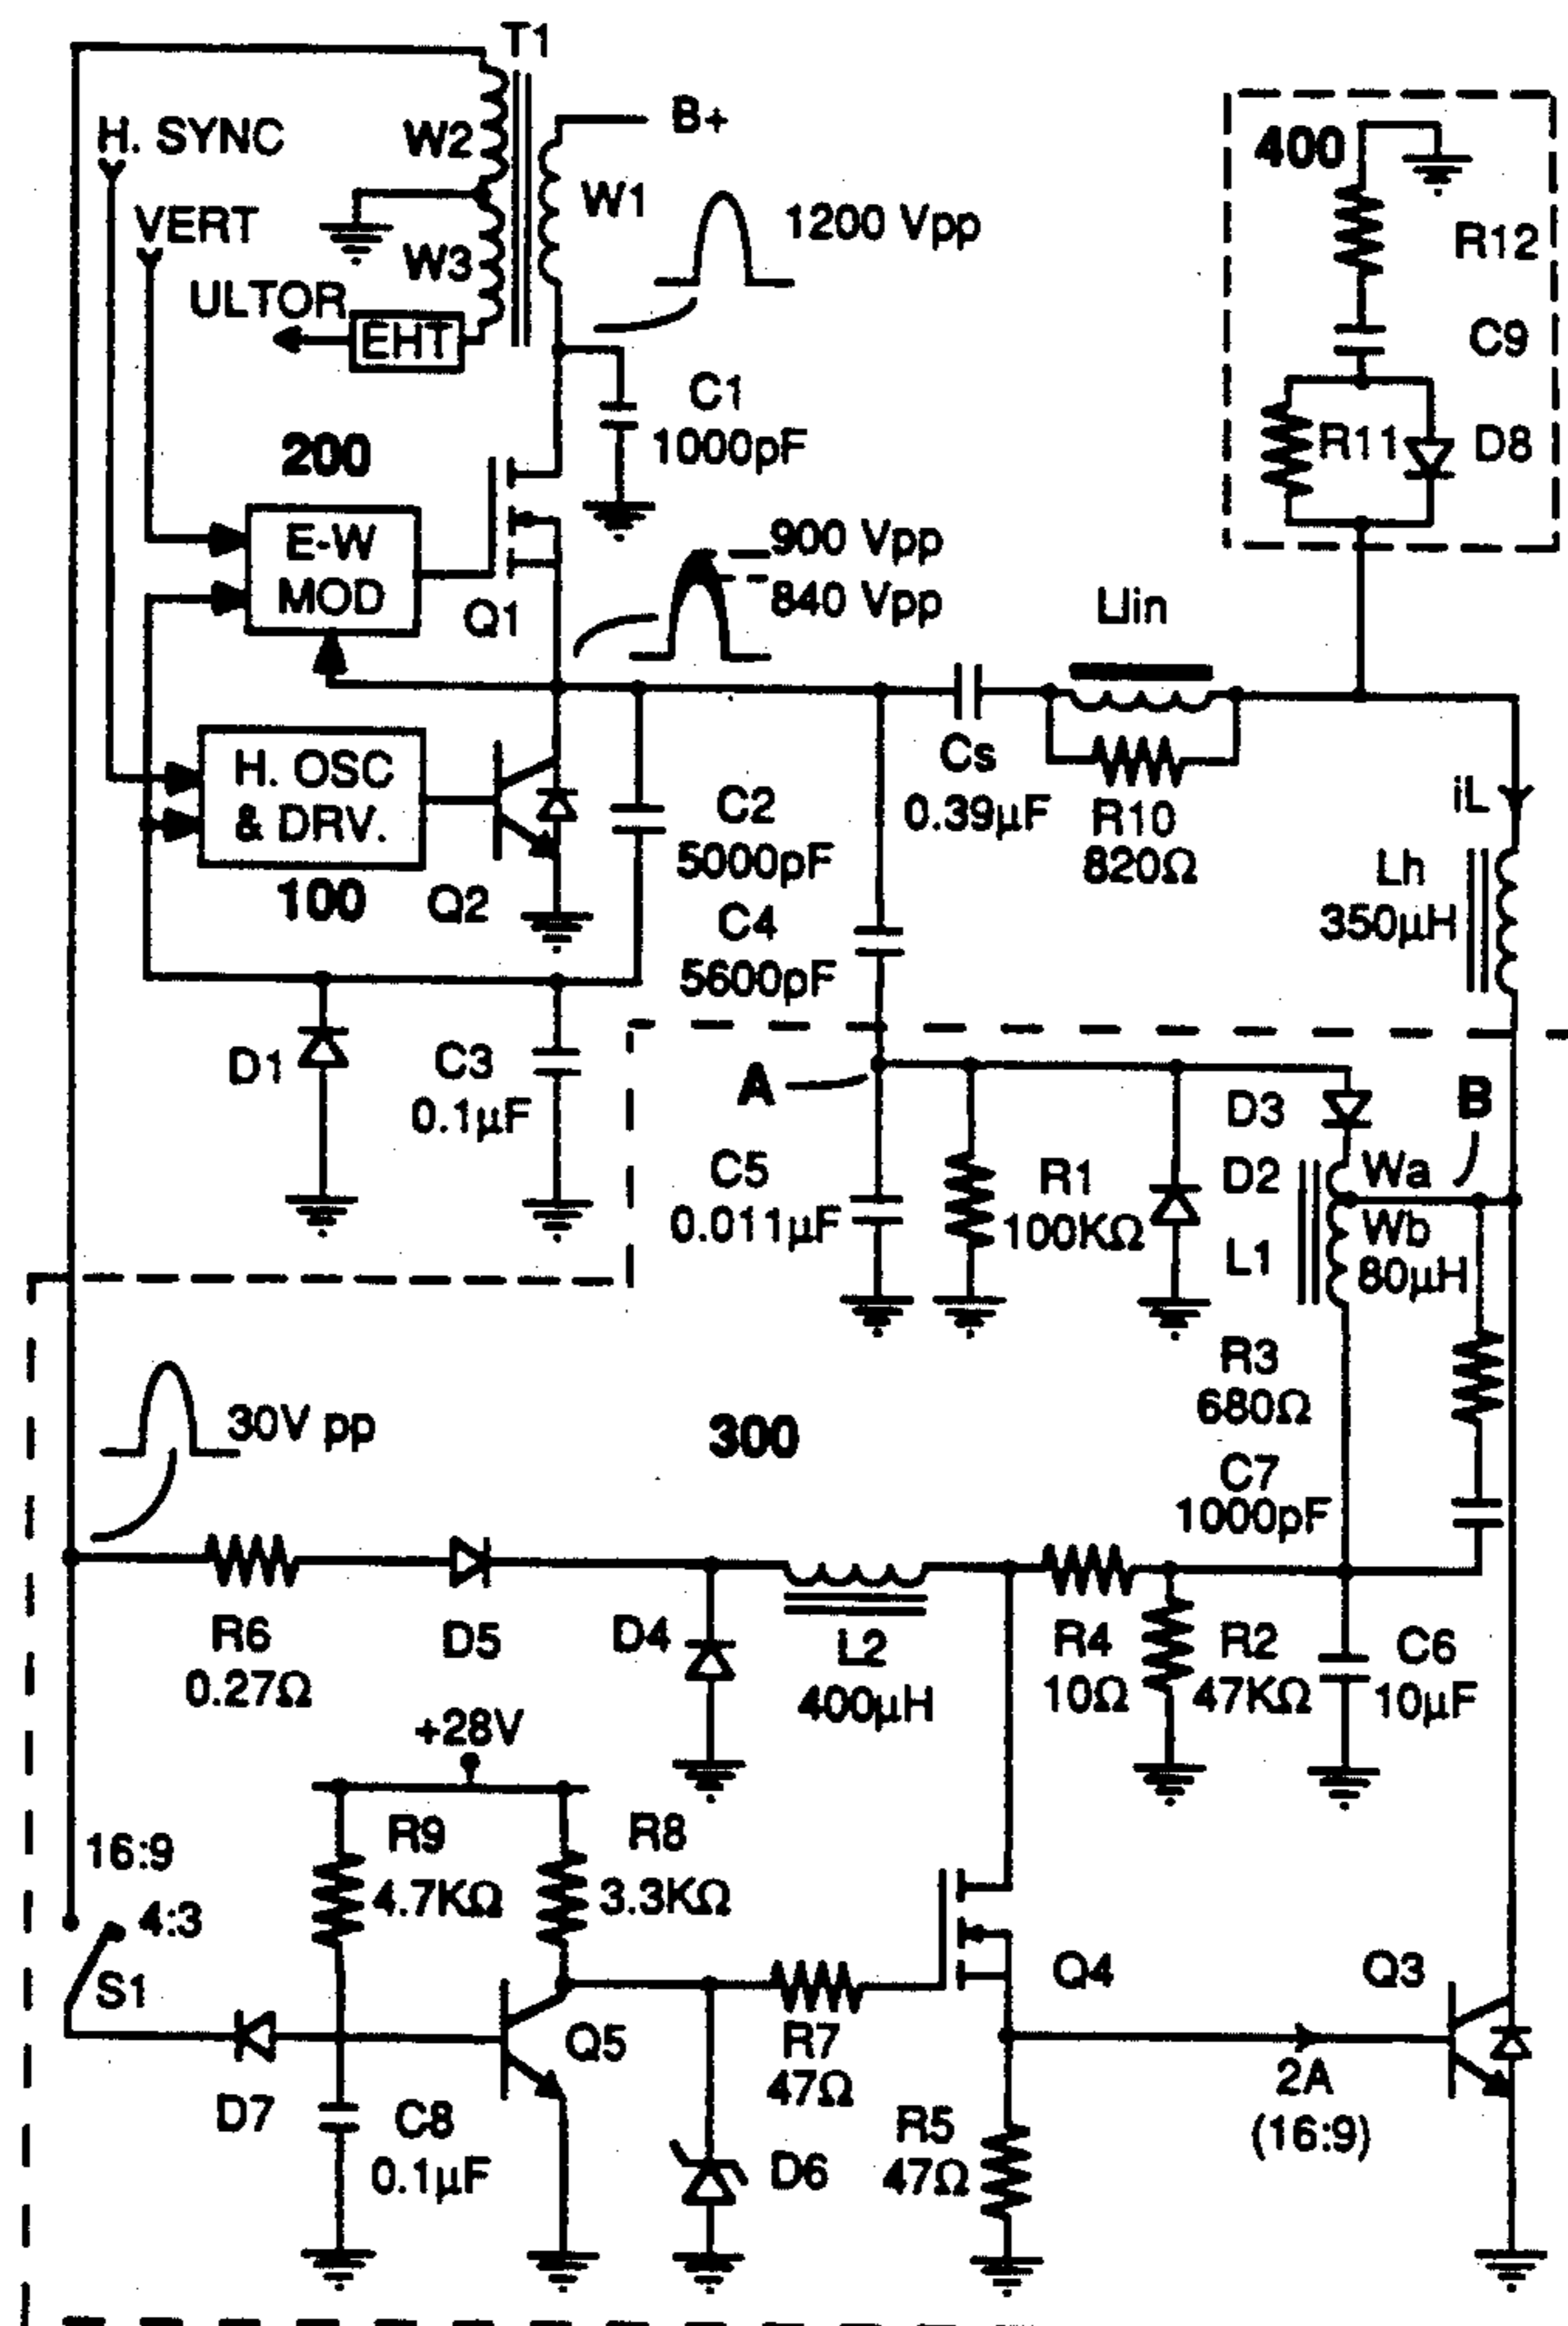 T1
H. SYNC
W2
B+
400
VERT
W1
1200 Vpp
R12
W3
ULTOR
EHT
C9
C1
1000pF
200
R11
D8
E-W
MOD
900 Vpp
840 Vpp
Q1
Llin
H. OSC
& DRV.
Cs
0.39µF
R10
820Ω
iL
C2
5000pF
100
Q2
Lh
350µH
C4
5600pF
D1
C3
0.1µF
A
D3
B
C5
0.011µF
R1
100KΩ
D2
Wa
L1
Wb
80µH
R3
680Ω
30V pp
300
C7
1000pF
R6
0.27Ω
D5
D4
L2
400µH
R4
10Ω
R2
47KΩ
C6
10µF
+28V
16:9
R9
4.7KΩ
R8
3.3KΩ
4:3
S1
Q4
Q3
Q5
R7
47Ω
D7
C8
0.1µF
D6
R5
47Ω
2A
(16:9)